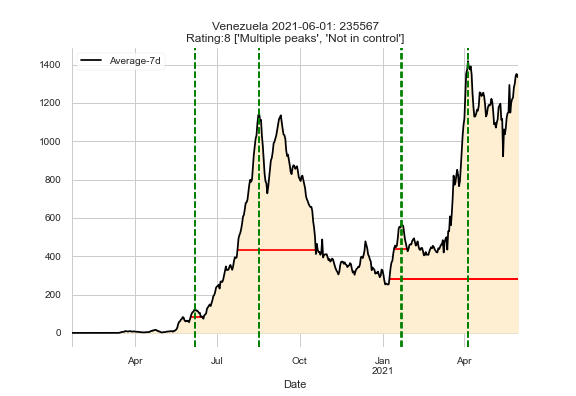 Venezuela 2021-06-01: 235567
Rating:8 ['Multiple peaks', 'Not in control']
Average-7d
1400
1200
1000
800
600
400
200
0
Apr
Jul
Oct
Jan
2021
Apr
Date